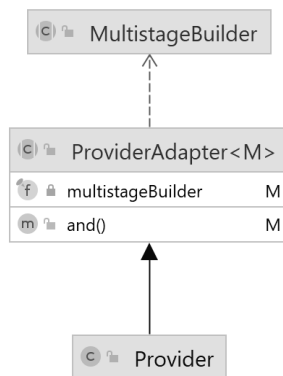 (C) MultistageBuilder
(C) ProviderAdapter<M>
f multistageBuilder M
m and() M
C Provider